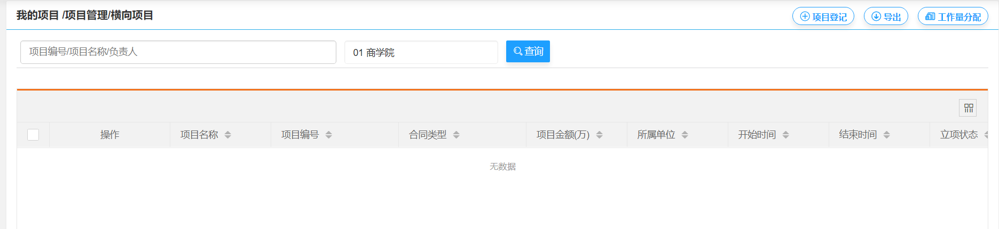 我的项目 /项目管理/横向项目
项目登记 导出 工作量分配
项目编号/项目名称/负责人 01 商学院 查询
操作 项目名称 项目编号 合同类型 项目金额(万) 所属单位 开始时间 结束时间 立项状态
无数据